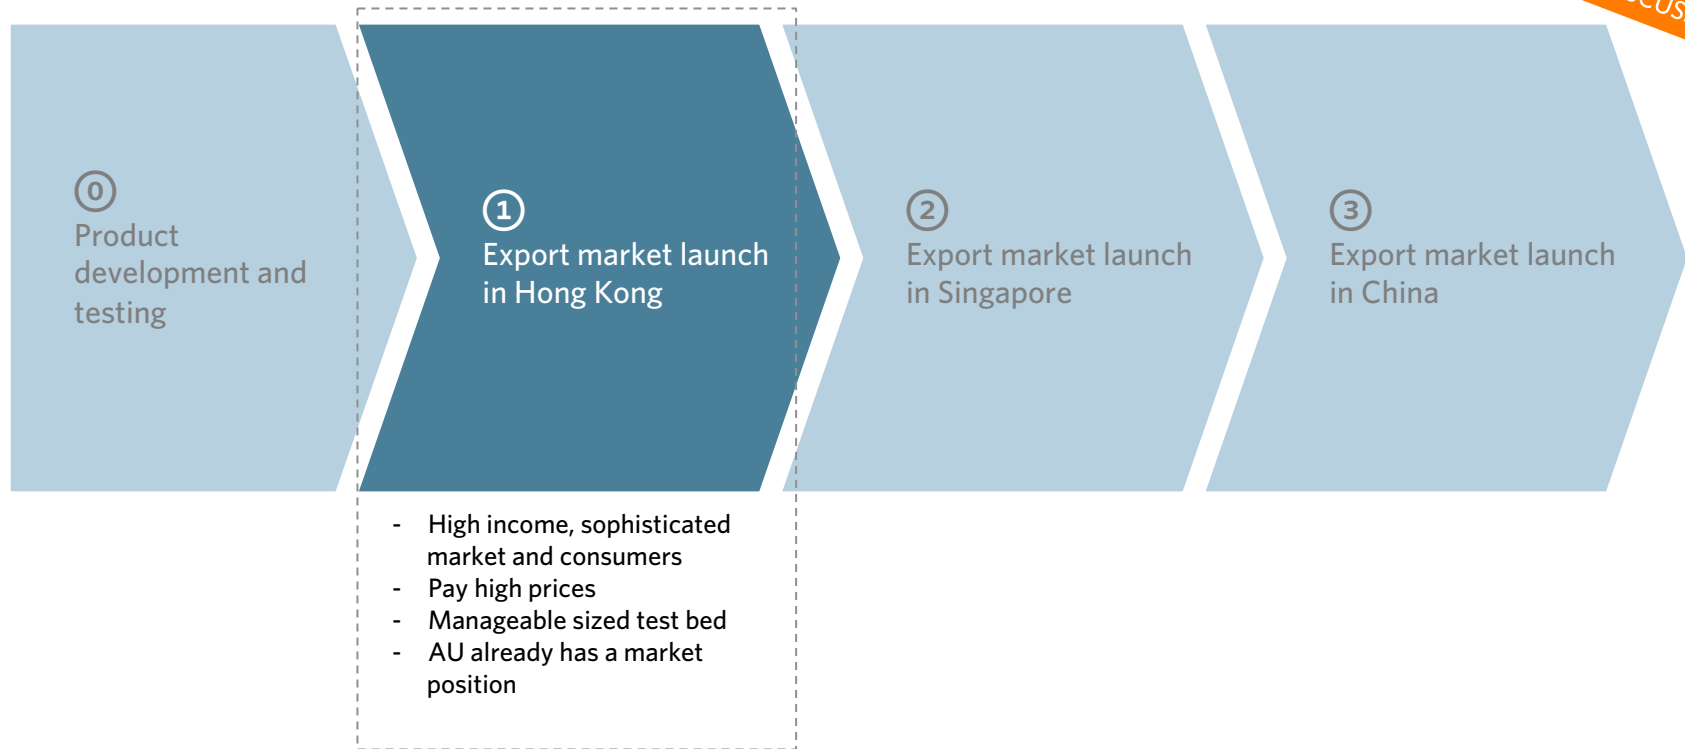 0
Product
development and
testing
1
Export market launch
in Hong Kong
2
Export market launch
in Singapore
3
Export market launch
in China
- High income, sophisticated
market and consumers
- Pay high prices
- Manageable sized test bed
- AU already has a market
position